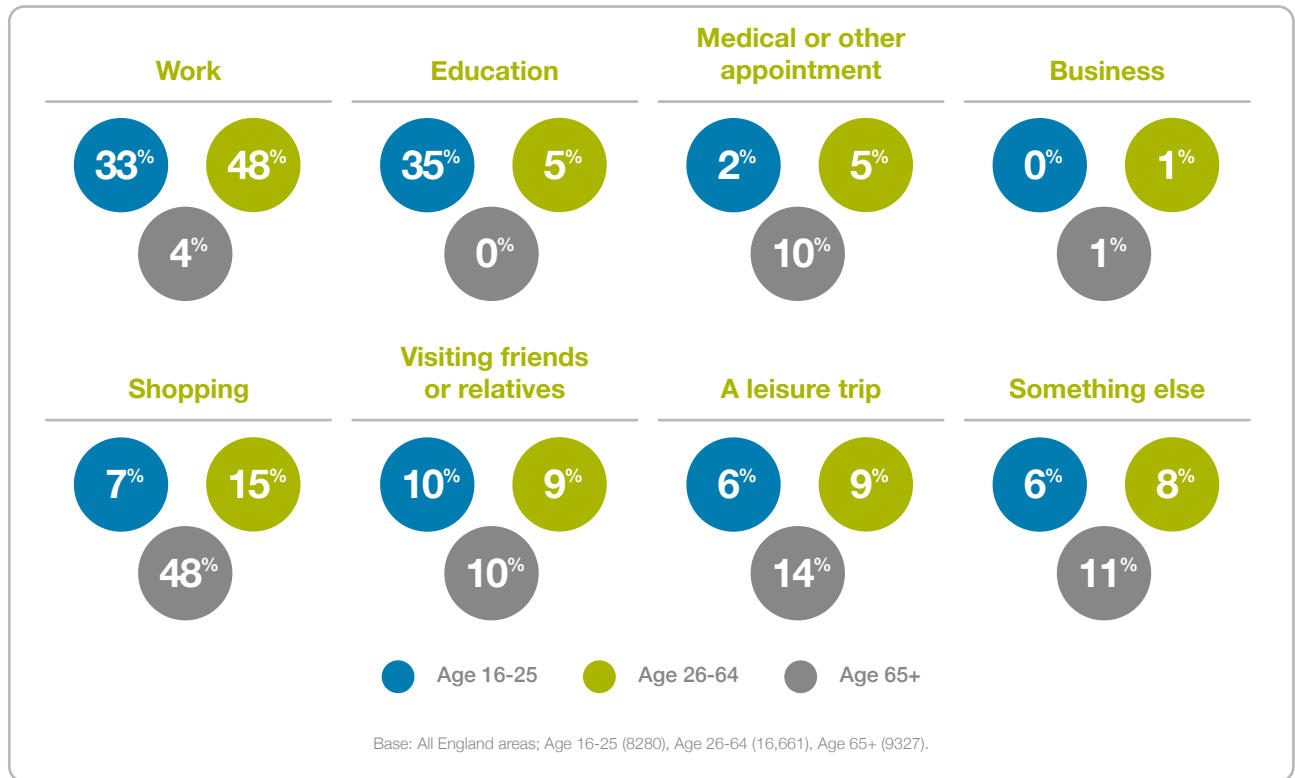 Work
33%
48%
4%
Education
35%
5%
0%
Medical or other
appointment
2%
5%
10%
Business
0%
1%
1%
Shopping
7%
15%
48%
Visiting friends
or relatives
10%
9%
10%
A leisure trip
6%
9%
14%
Something else
6%
8%
11%
Age 16-25
Age 26-64
Age 65+
Base: All England areas; Age 16-25 (8280), Age 26-64 (16,661), Age 65+ (9327).